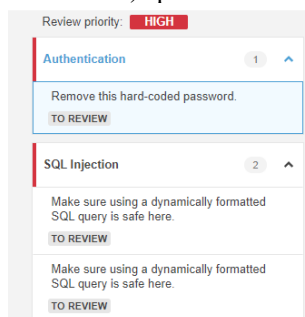 Review priority: HIGH
Authentication 1
Remove this hard-coded password.
TO REVIEW
SQL Injection 2
Make sure using a dynamically formatted
SQL query is safe here.
TO REVIEW
Make sure using a dynamically formatted
SQL query is safe here.
TO REVIEW